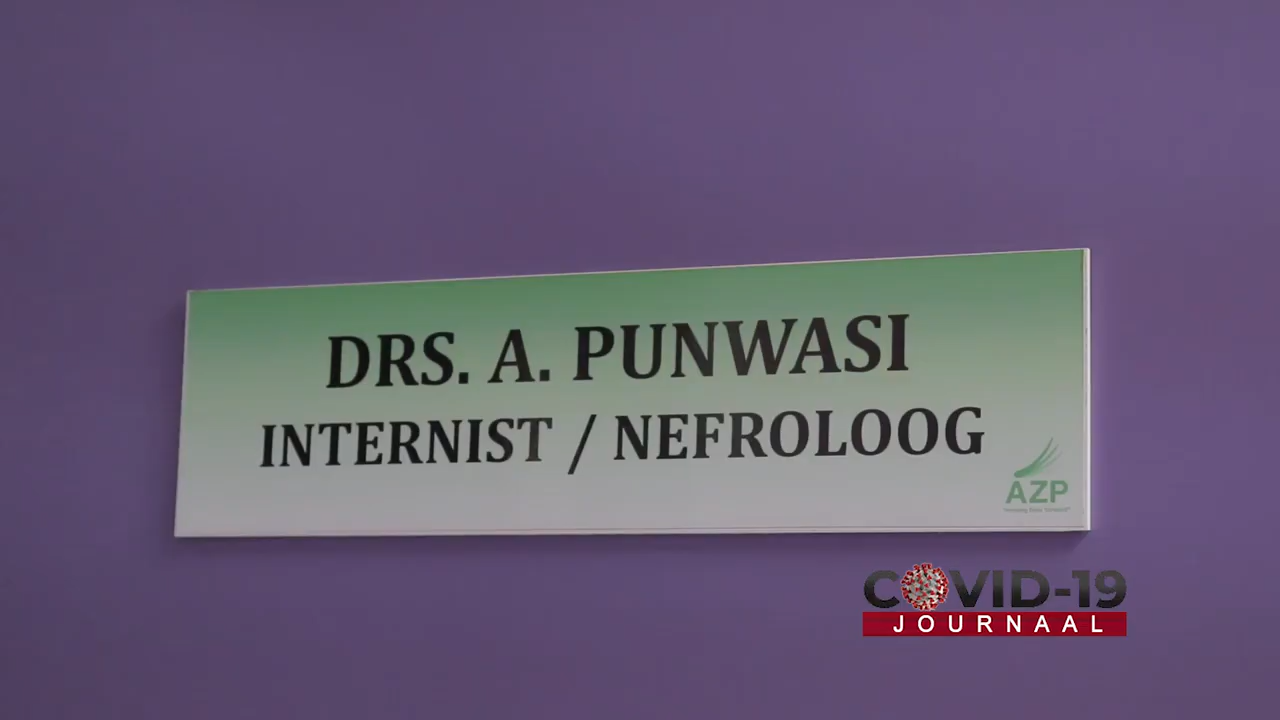 DRS. A. PUNWASI
INTERNIST / NEFROLOOG
AZP
COVID-19
JOURNAAL